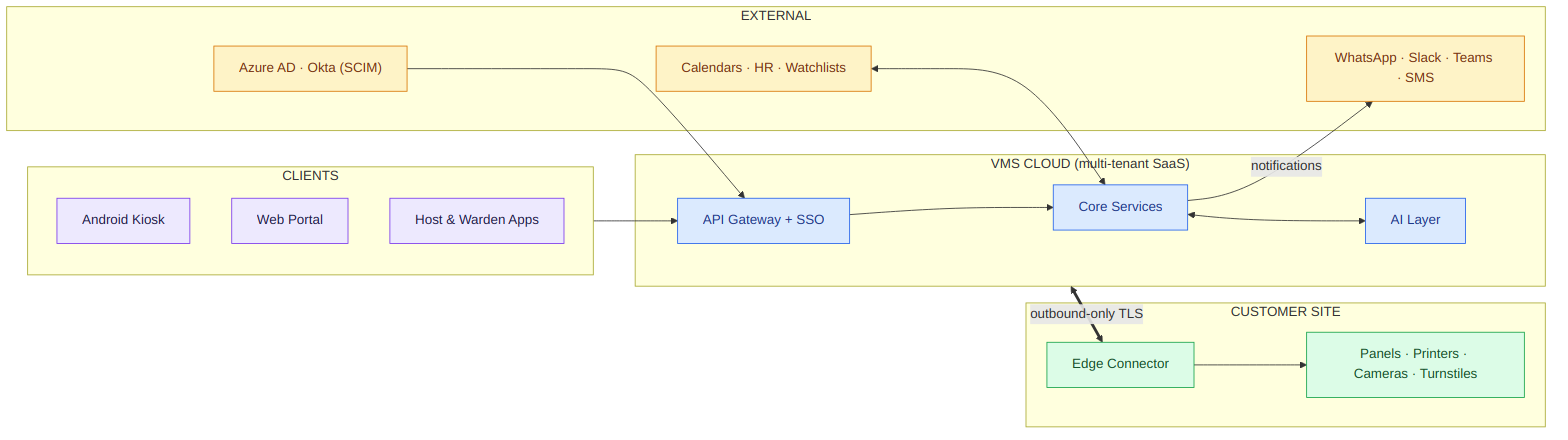 EXTERNAL
Azure AD · Okta (SCIM)
Calendars · HR · Watchlists
WhatsApp · Slack · Teams
· SMS
VMS CLOUD (multi-tenant SaaS)
notifications
CLIENTS
Android Kiosk
Web Portal
Host & Warden Apps
API Gateway + SSO
Core Services
AI Layer
outbound-only TLS
CUSTOMER SITE
Edge Connector
Panels · Printers ·
Cameras · Turnstiles